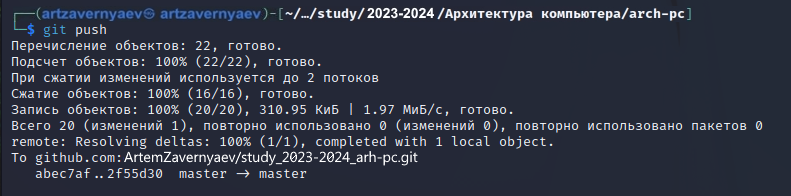 ┌──(artzavernyaev㉿ artzavernyaev)-[~/…/study/2023-2024/Архитектура компьютера/arch-pc]
└─$ git push
Перечисление объектов: 22, готово.
Подсчет объектов: 100% (22/22), готово.
При сжатии изменений используется до 2 потоков
Сжатие объектов: 100% (16/16), готово.
Запись объектов: 100% (20/20), 310.95 КиБ | 1.97 МиБ/с, готово.
Всего 20 (изменений 1), повторно использовано 0 (изменений 0), повторно использовано пакетов 0
remote: Resolving deltas: 100% (1/1), completed with 1 local object.
To github.com:ArtemZavernyaev/study_2023-2024_arh-pc.git
abec7af..2f55d30 master -> master